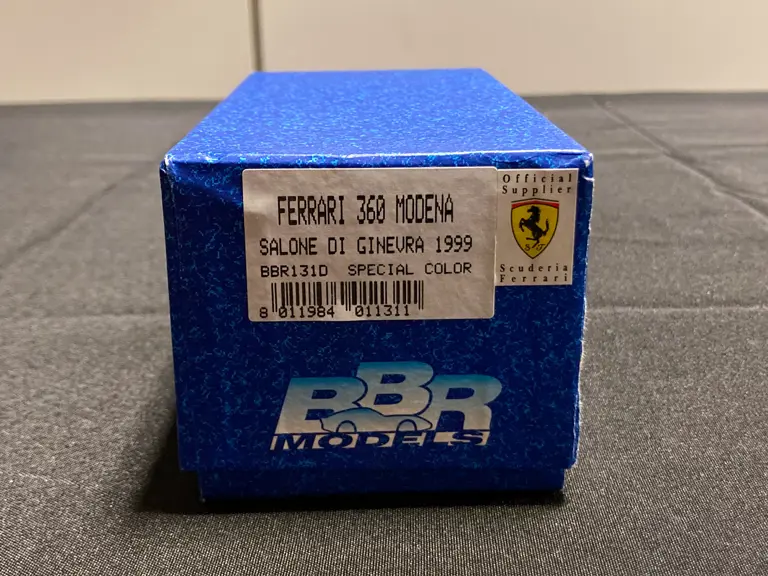 FERRARI 360 MODENA
SALONE DI GINEVRA 1999
BBR131D SPECIAL COLOR
8 011984 011311
Official
Supplier
S F
Scuderia
Ferrari
BBR
MODELS